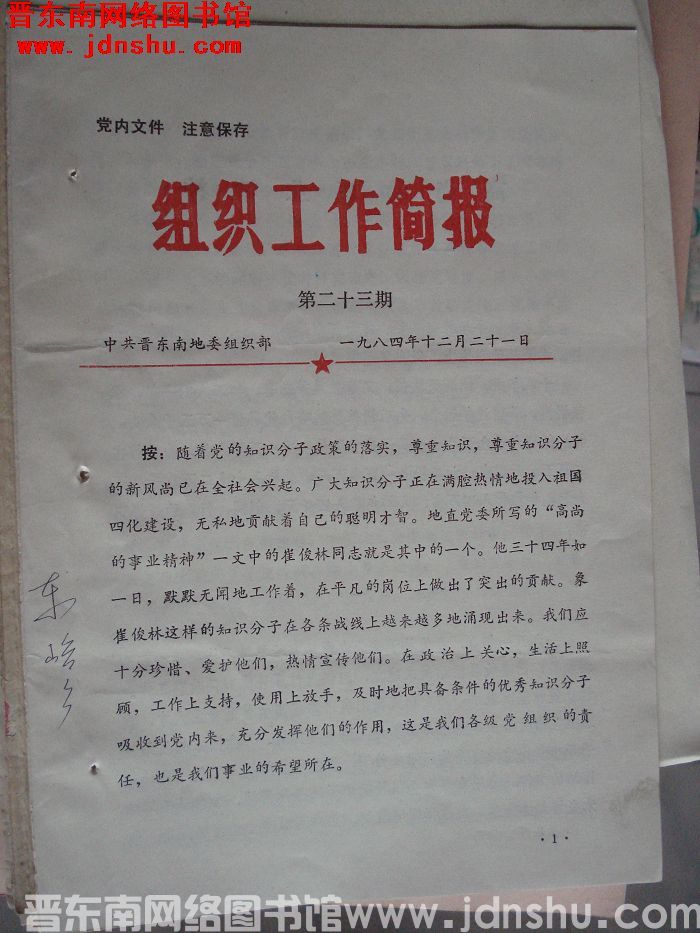 晋东南网络图书馆
www.jdnshu.com
党内文件 注意保存
组织工作简报
第二十三期
中共晋东南地委组织部 一九八四年十二月二十一日
按：随着党的知识分子政策的落实，尊重知识，尊重知识分子
的新风尚已在全社会兴起。广大知识分子正在满腔热情地投入祖国
四化建设，无私地贡献着自己的聪明才智。地直党委所写的“高尚
的事业精神”一文中的崔俊林同志就是其中的一个。他三十四年如
一日，默默无闻地工作着，在平凡的岗位上做出了突出的贡献。象
崔俊林这样的知识分子在各条战线上越来越多地涌现出来。我们应
十分珍惜、爱护他们，热情宣传他们。在政治上关心，生活上照
顾，工作上支持，使用上放手，及时地把具备条件的优秀知识分子
吸收到党内来，充分发挥他们的作用，这是我们各级党组织的责
任，也是我们事业的希望所在。
·1·
晋东南网络图书馆www.jdnshu.com